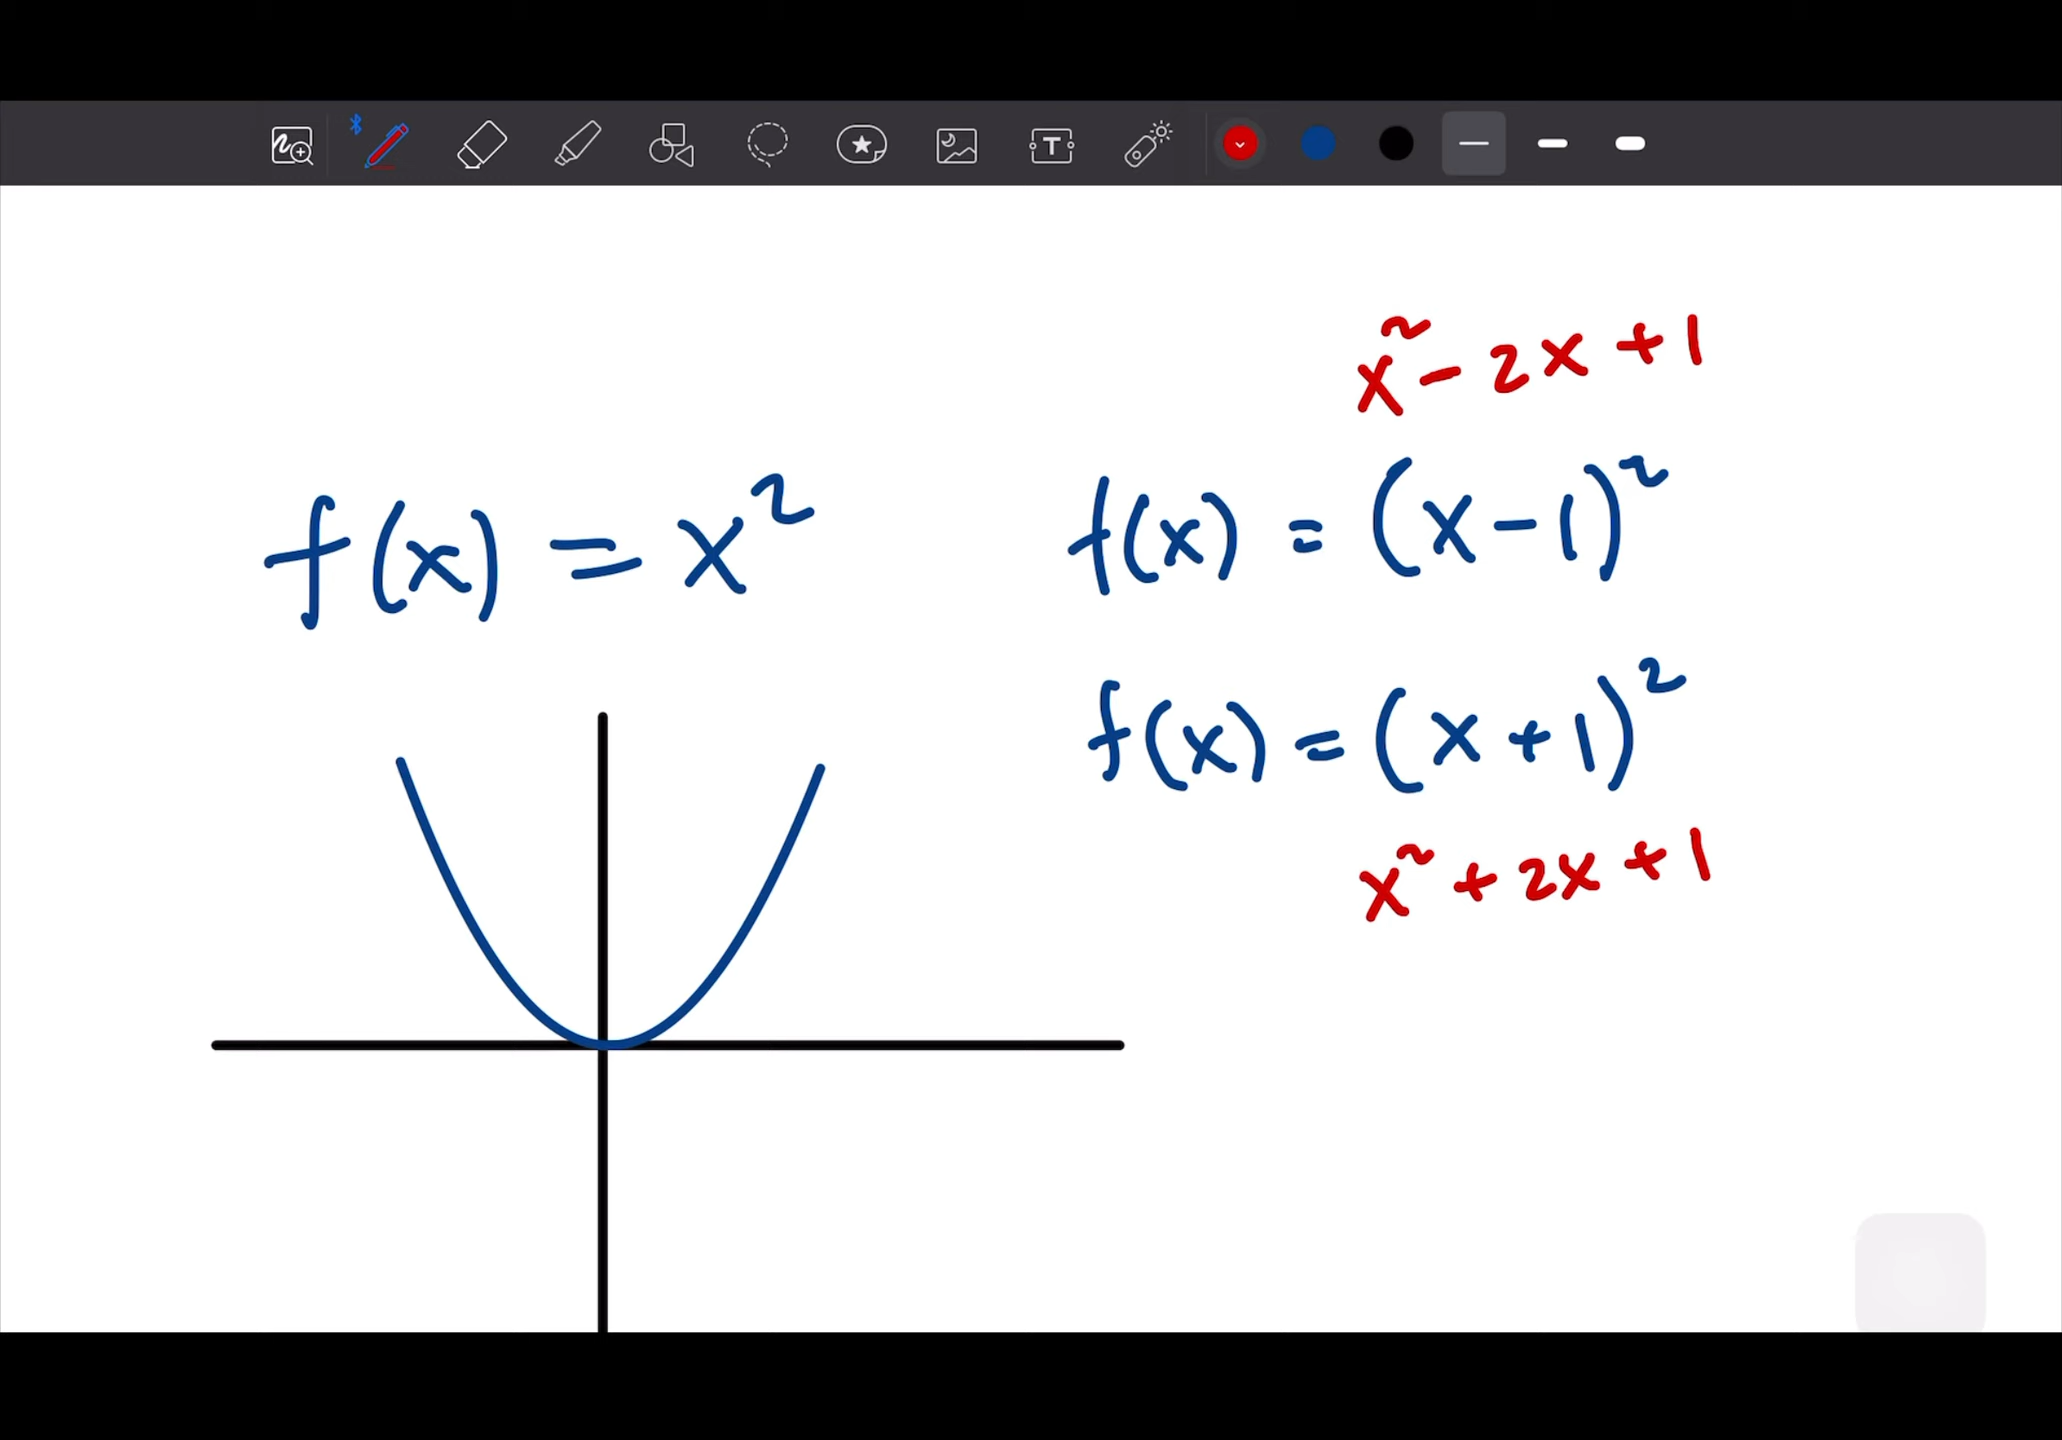 x² - 2x + 1
f(x) = x²
f(x) = (x - 1)²
f(x) = (x + 1)²
x² + 2x + 1